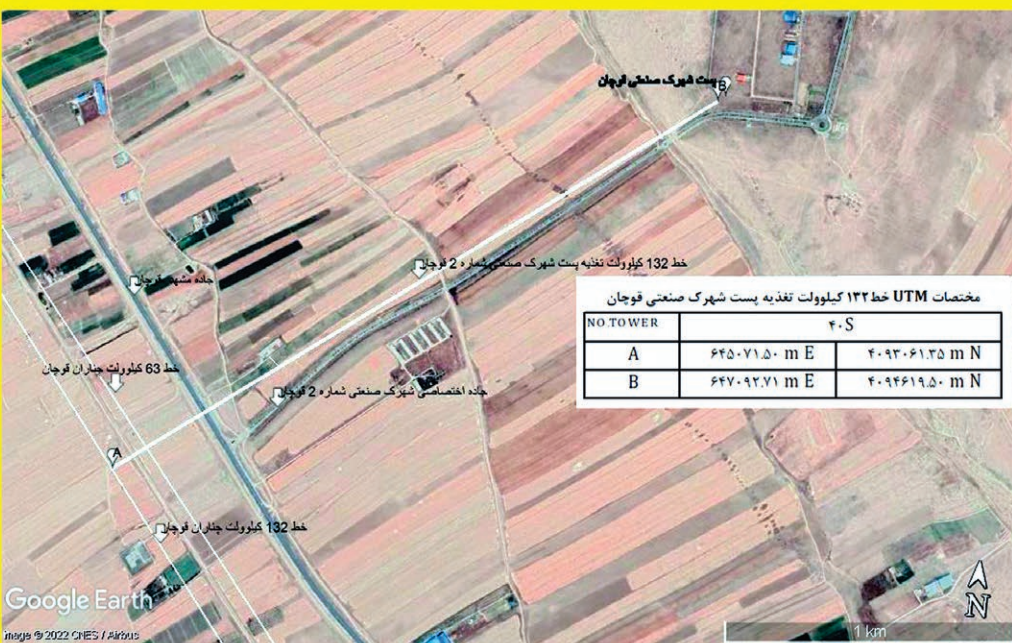 پست شهرک صنعتی قوچان
B
خط 132 کیلوولت تغذیه پست شهرک صنعتی شماره 2 قوچان
جاده مشهد قوچان
مختصات UTM خط ۱۳۲ کیلوولت تغذیه پست شهرک صنعتی قوچان
NO.TOWER ۴۰S
A ۶۴۵۰۷۱.۵۰ m E ۴۰۹۳۰۶۱.۳۵ m N
B ۶۴۷۰۹۲.۷۱ m E ۴۰۹۴۶۱۹.۵۰ m N
خط 63 کیلوولت چناران قوچان
جاده اختصاصی شهرک صنعتی شماره 2 قوچان
A
خط 132 کیلوولت چناران قوچان
N
Google Earth
1 km
Image © 2022 CNES / Airbus